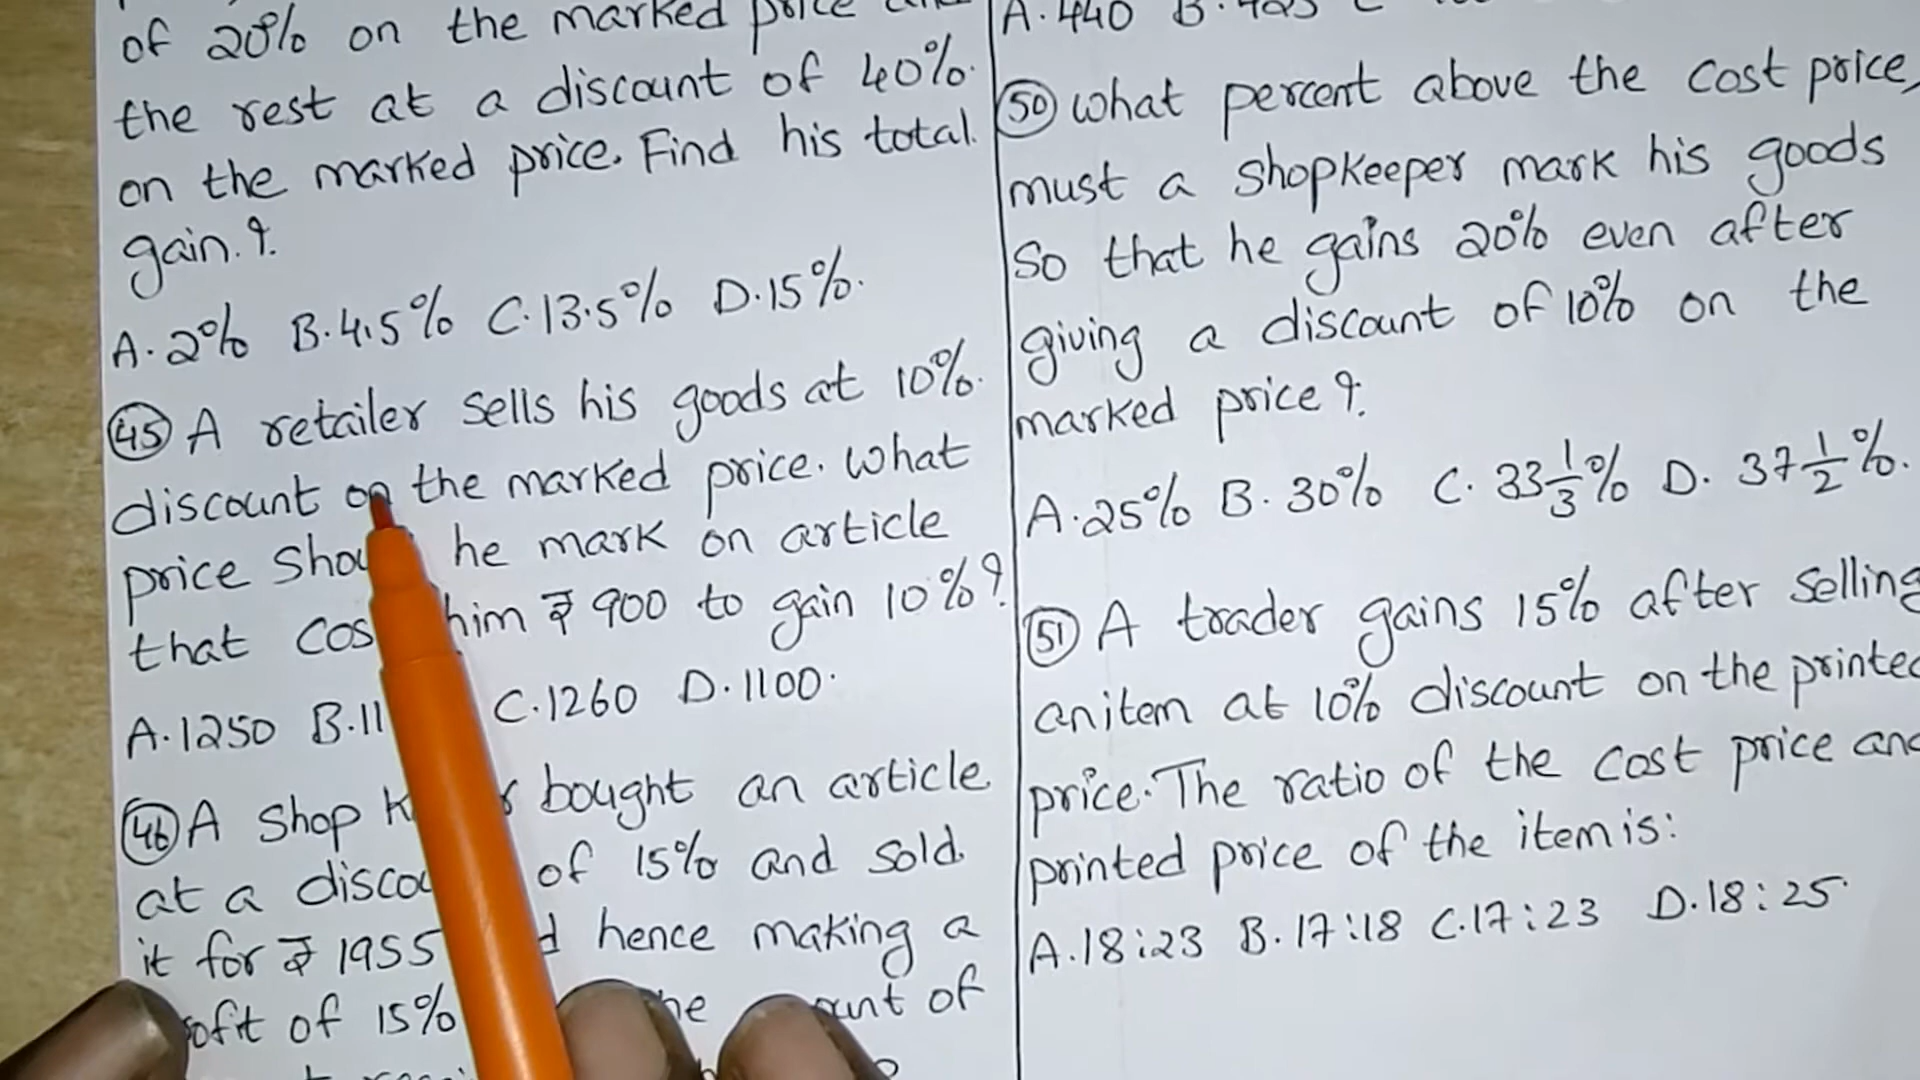 of 20% on the marked price
the rest at a discount of 40%.
on the marked price. Find his total.
gain.?
A. 2% B. 4.5% C. 13.5% D. 15%.
(45) A retailer sells his goods at 10%.
discount on the marked price. What
price he mark on article
that him ₹ 900 to gain 10%?
A. 1250 B. 11 C. 1260 D. 1100.
(46) A Shop bought an article
at a of 15% and sold.
it for ₹ 1955 hence making a
of 15% of
A. 440 B. 425 C
(50) What percent above the cost price,
must a shopkeeper mark his goods
So that he gains 20% even after
giving a discount of 10% on the
marked price?
A. 25% B. 30% C. 33 1/3 % D. 37 1/2 %.
(51) A trader gains 15% after selling
an item at 10% discount on the printed
price. The ratio of the cost price and
printed price of the item is:
A. 18:23 B. 17:18 C. 17:23 D. 18:25.